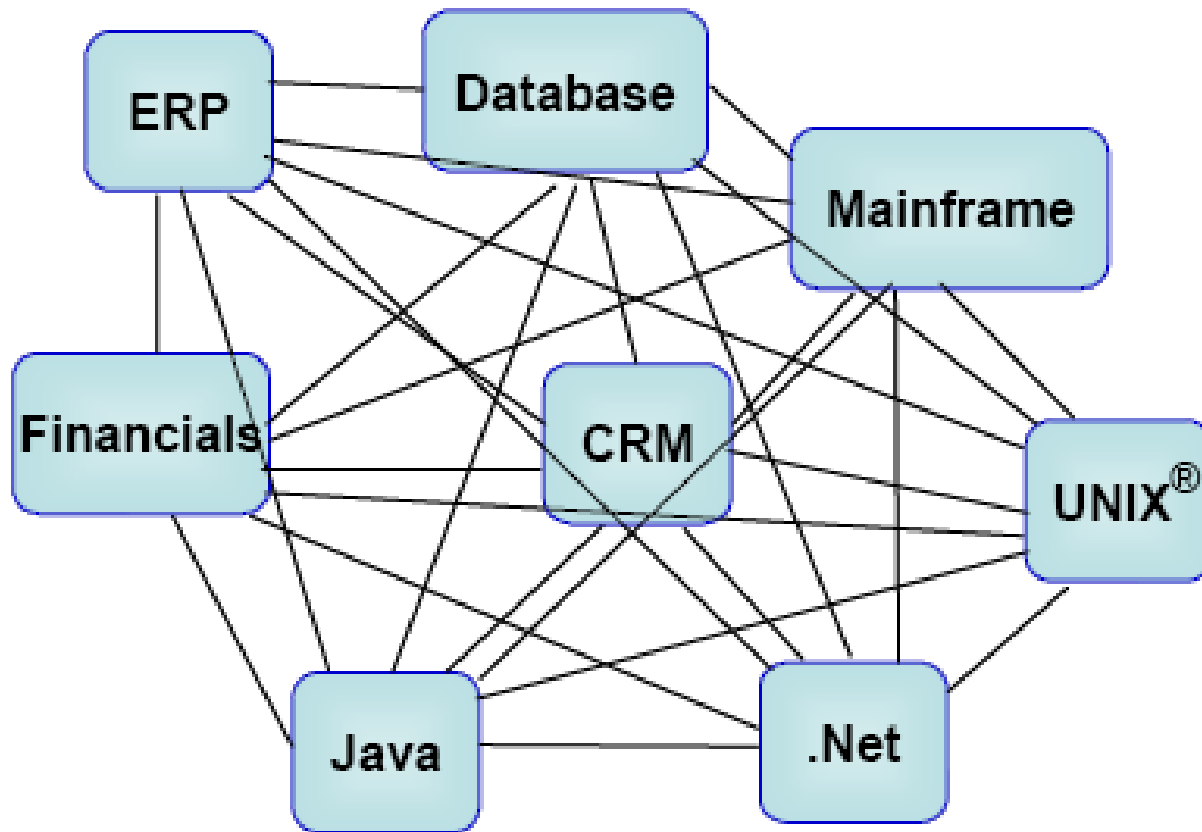 ERP
Database
Mainframe
Financials
CRM
UNIX®
Java
.Net